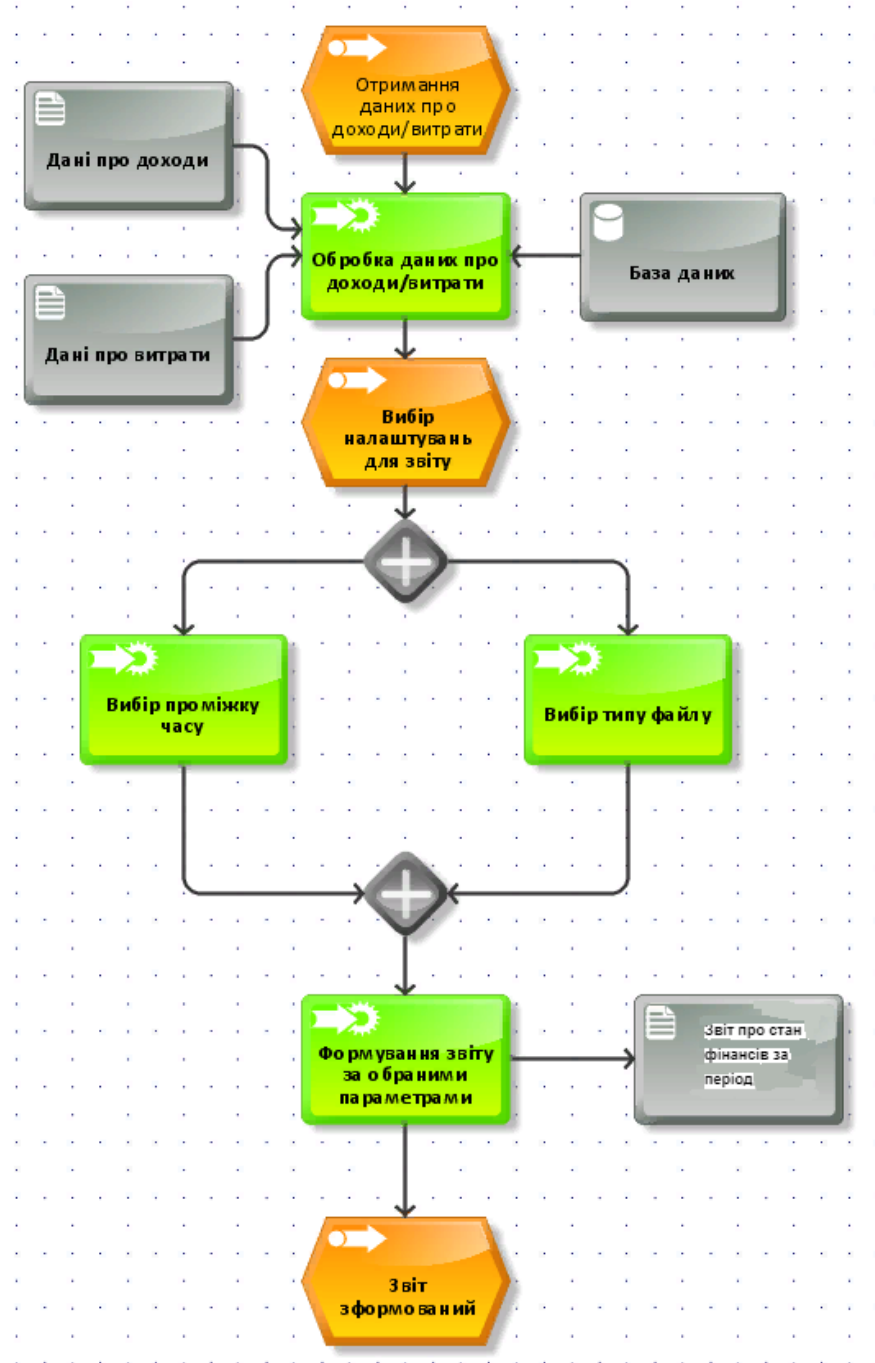 Отримання
даних про
доходи/витрати
Дані про доходи
Обробка даних про
доходи/витрати
База даних
Дані про витрати
Вибір
налаштувань
для звіту
Вибір проміжку
часу
Вибір типу файлу
Формування звіту
за обраними
параметрами
Звіт про стан
фінансів за
період
Звіт
зформований